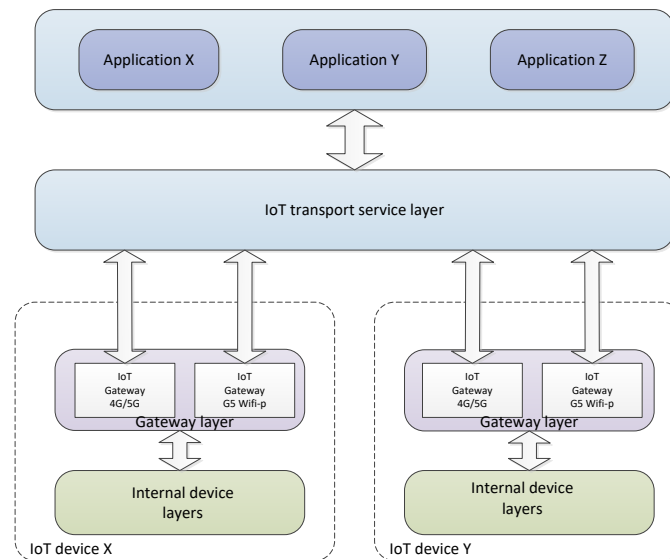 Application X
Application Y
Application Z
IoT transport service layer
IoT
Gateway
4G/5G
IoT
Gateway
G5 Wifi-p
Gateway layer
Internal device
layers
IoT device X
IoT
Gateway
4G/5G
IoT
Gateway
G5 Wifi-p
Gateway layer
Internal device
layers
IoT device Y